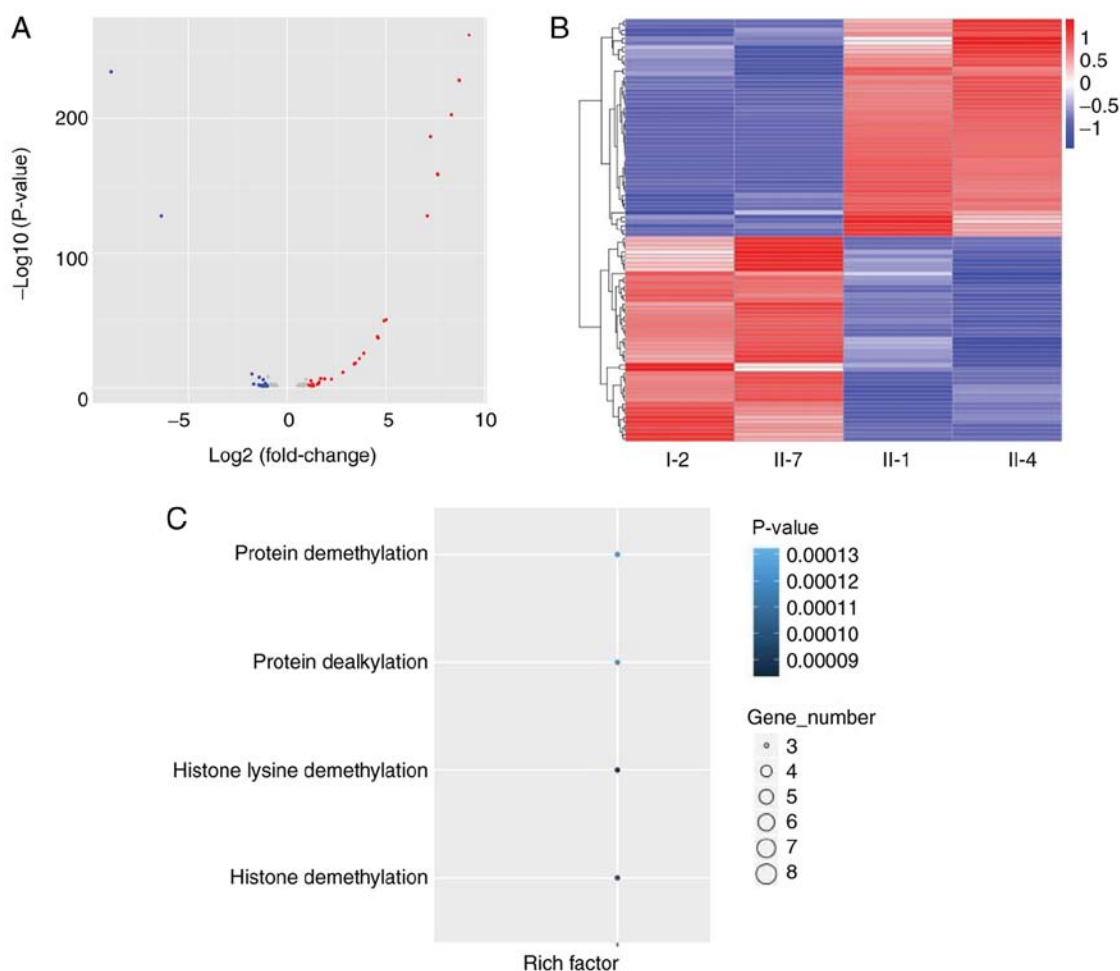 A
200
100
0
−Log10 (P-value)
−5
0
5
10
Log2 (fold-change)
B
1
0.5
0
−0.5
−1
I-2
II-7
II-1
II-4
C
Protein demethylation
Protein dealkylation
Histone lysine demethylation
Histone demethylation
Rich factor
P-value
0.00013
0.00012
0.00011
0.00010
0.00009
Gene_number
3
4
5
6
7
8